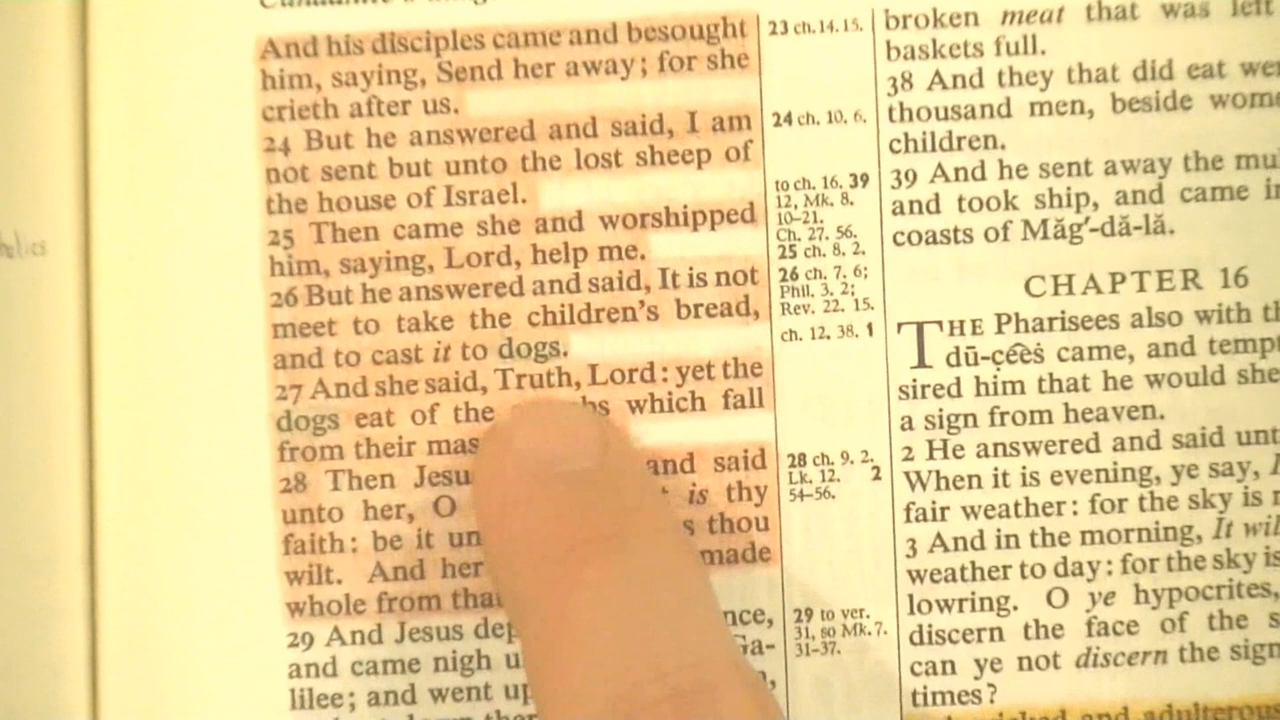 And his disciples came and besought
him, saying, Send her away; for she
crieth after us.
24 But he answered and said, I am
not sent but unto the lost sheep of
the house of Israel.
25 Then came she and worshipped
him, saying, Lord, help me.
26 But he answered and said, It is not
meet to take the children's bread,
and to cast it to dogs.
27 And she said, Truth, Lord: yet the
dogs eat of the which fall
from their mas
28 Then Jesu and said
unto her, O is thy
faith: be it un s thou
wilt. And her made
whole from tha
29 And Jesus dep nce,
and came nigh u Ga-
lilee; and went up
23 ch. 14. 15.
24 ch. 10. 6.
to ch. 16. 39
12, Mk. 8.
10–21.
Ch. 27. 56.
25 ch. 8. 2.
26 ch. 7. 6;
Phil. 3. 2;
Rev. 22. 15.
ch. 12. 38. 1
28 ch. 9. 2.
Lk. 12. 2
54–56.
29 to ver.
31, so Mk. 7.
31–37.
broken meat that was left
baskets full.
38 And they that did eat we
thousand men, beside wom
children.
39 And he sent away the mu
and took ship, and came i
coasts of Măg′-dă-lă.
CHAPTER 16
THE Pharisees also with th
dū-çēeṡ came, and temp
sired him that he would she
a sign from heaven.
2 He answered and said unt
When it is evening, ye say, I
fair weather: for the sky is r
3 And in the morning, It wil
weather to day: for the sky is
lowring. O ye hypocrites,
discern the face of the s
can ye not discern the sign
times?
and adulterous